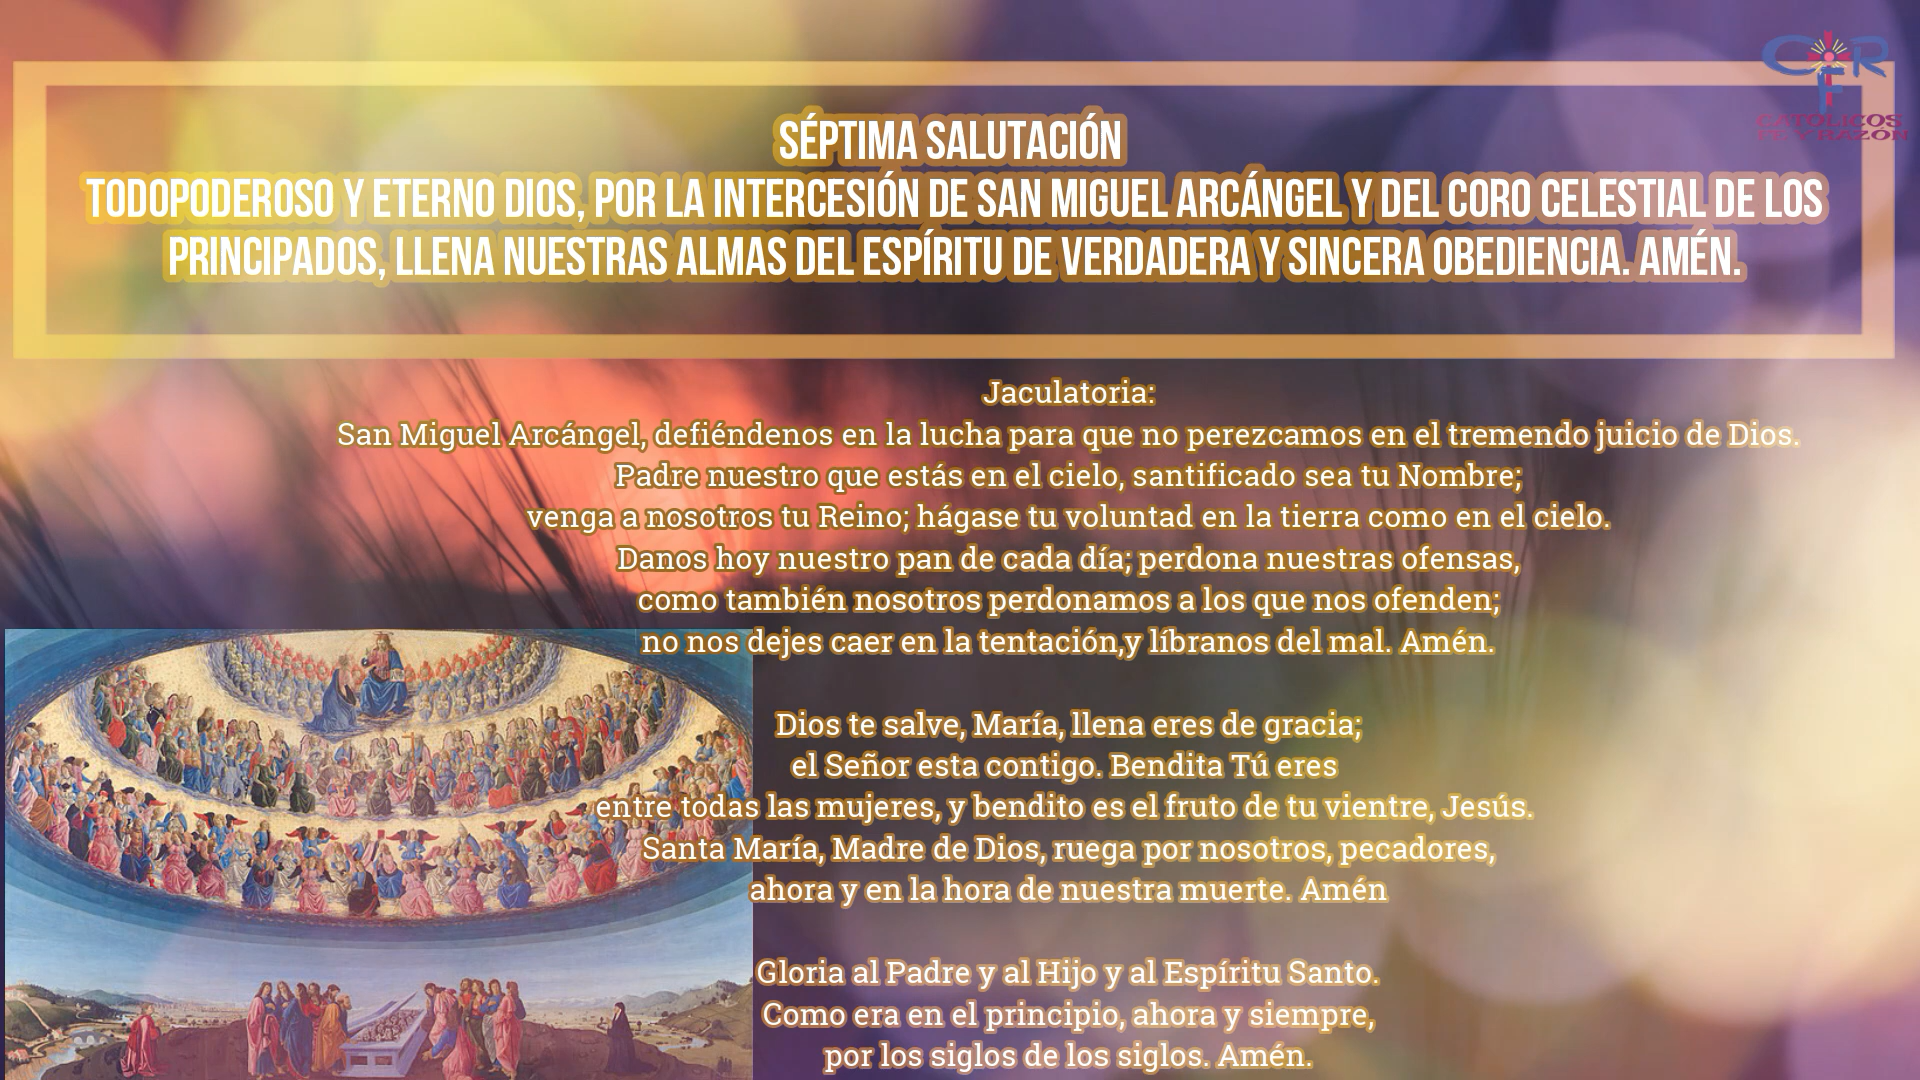 SÉPTIMA SALUTACIÓN
TODOPODEROSO Y ETERNO DIOS, POR LA INTERCESIÓN DE SAN MIGUEL ARCÁNGEL Y DEL CORO CELESTIAL DE LOS
PRINCIPADOS, LLENA NUESTRAS ALMAS DEL ESPÍRITU DE VERDADERA Y SINCERA OBEDIENCIA. AMÉN.
CFR
CATÓLICOS
FE Y RAZÓN
Jaculatoria:
San Miguel Arcángel, defiéndenos en la lucha para que no perezcamos en el tremendo juicio de Dios.
Padre nuestro que estás en el cielo, santificado sea tu Nombre;
venga a nosotros tu Reino; hágase tu voluntad en la tierra como en el cielo.
Danos hoy nuestro pan de cada día; perdona nuestras ofensas,
como también nosotros perdonamos a los que nos ofenden;
no nos dejes caer en la tentación,y líbranos del mal. Amén.
Dios te salve, María, llena eres de gracia;
el Señor esta contigo. Bendita Tú eres
entre todas las mujeres, y bendito es el fruto de tu vientre, Jesús.
Santa María, Madre de Dios, ruega por nosotros, pecadores,
ahora y en la hora de nuestra muerte. Amén
Gloria al Padre y al Hijo y al Espíritu Santo.
Como era en el principio, ahora y siempre,
por los siglos de los siglos. Amén.